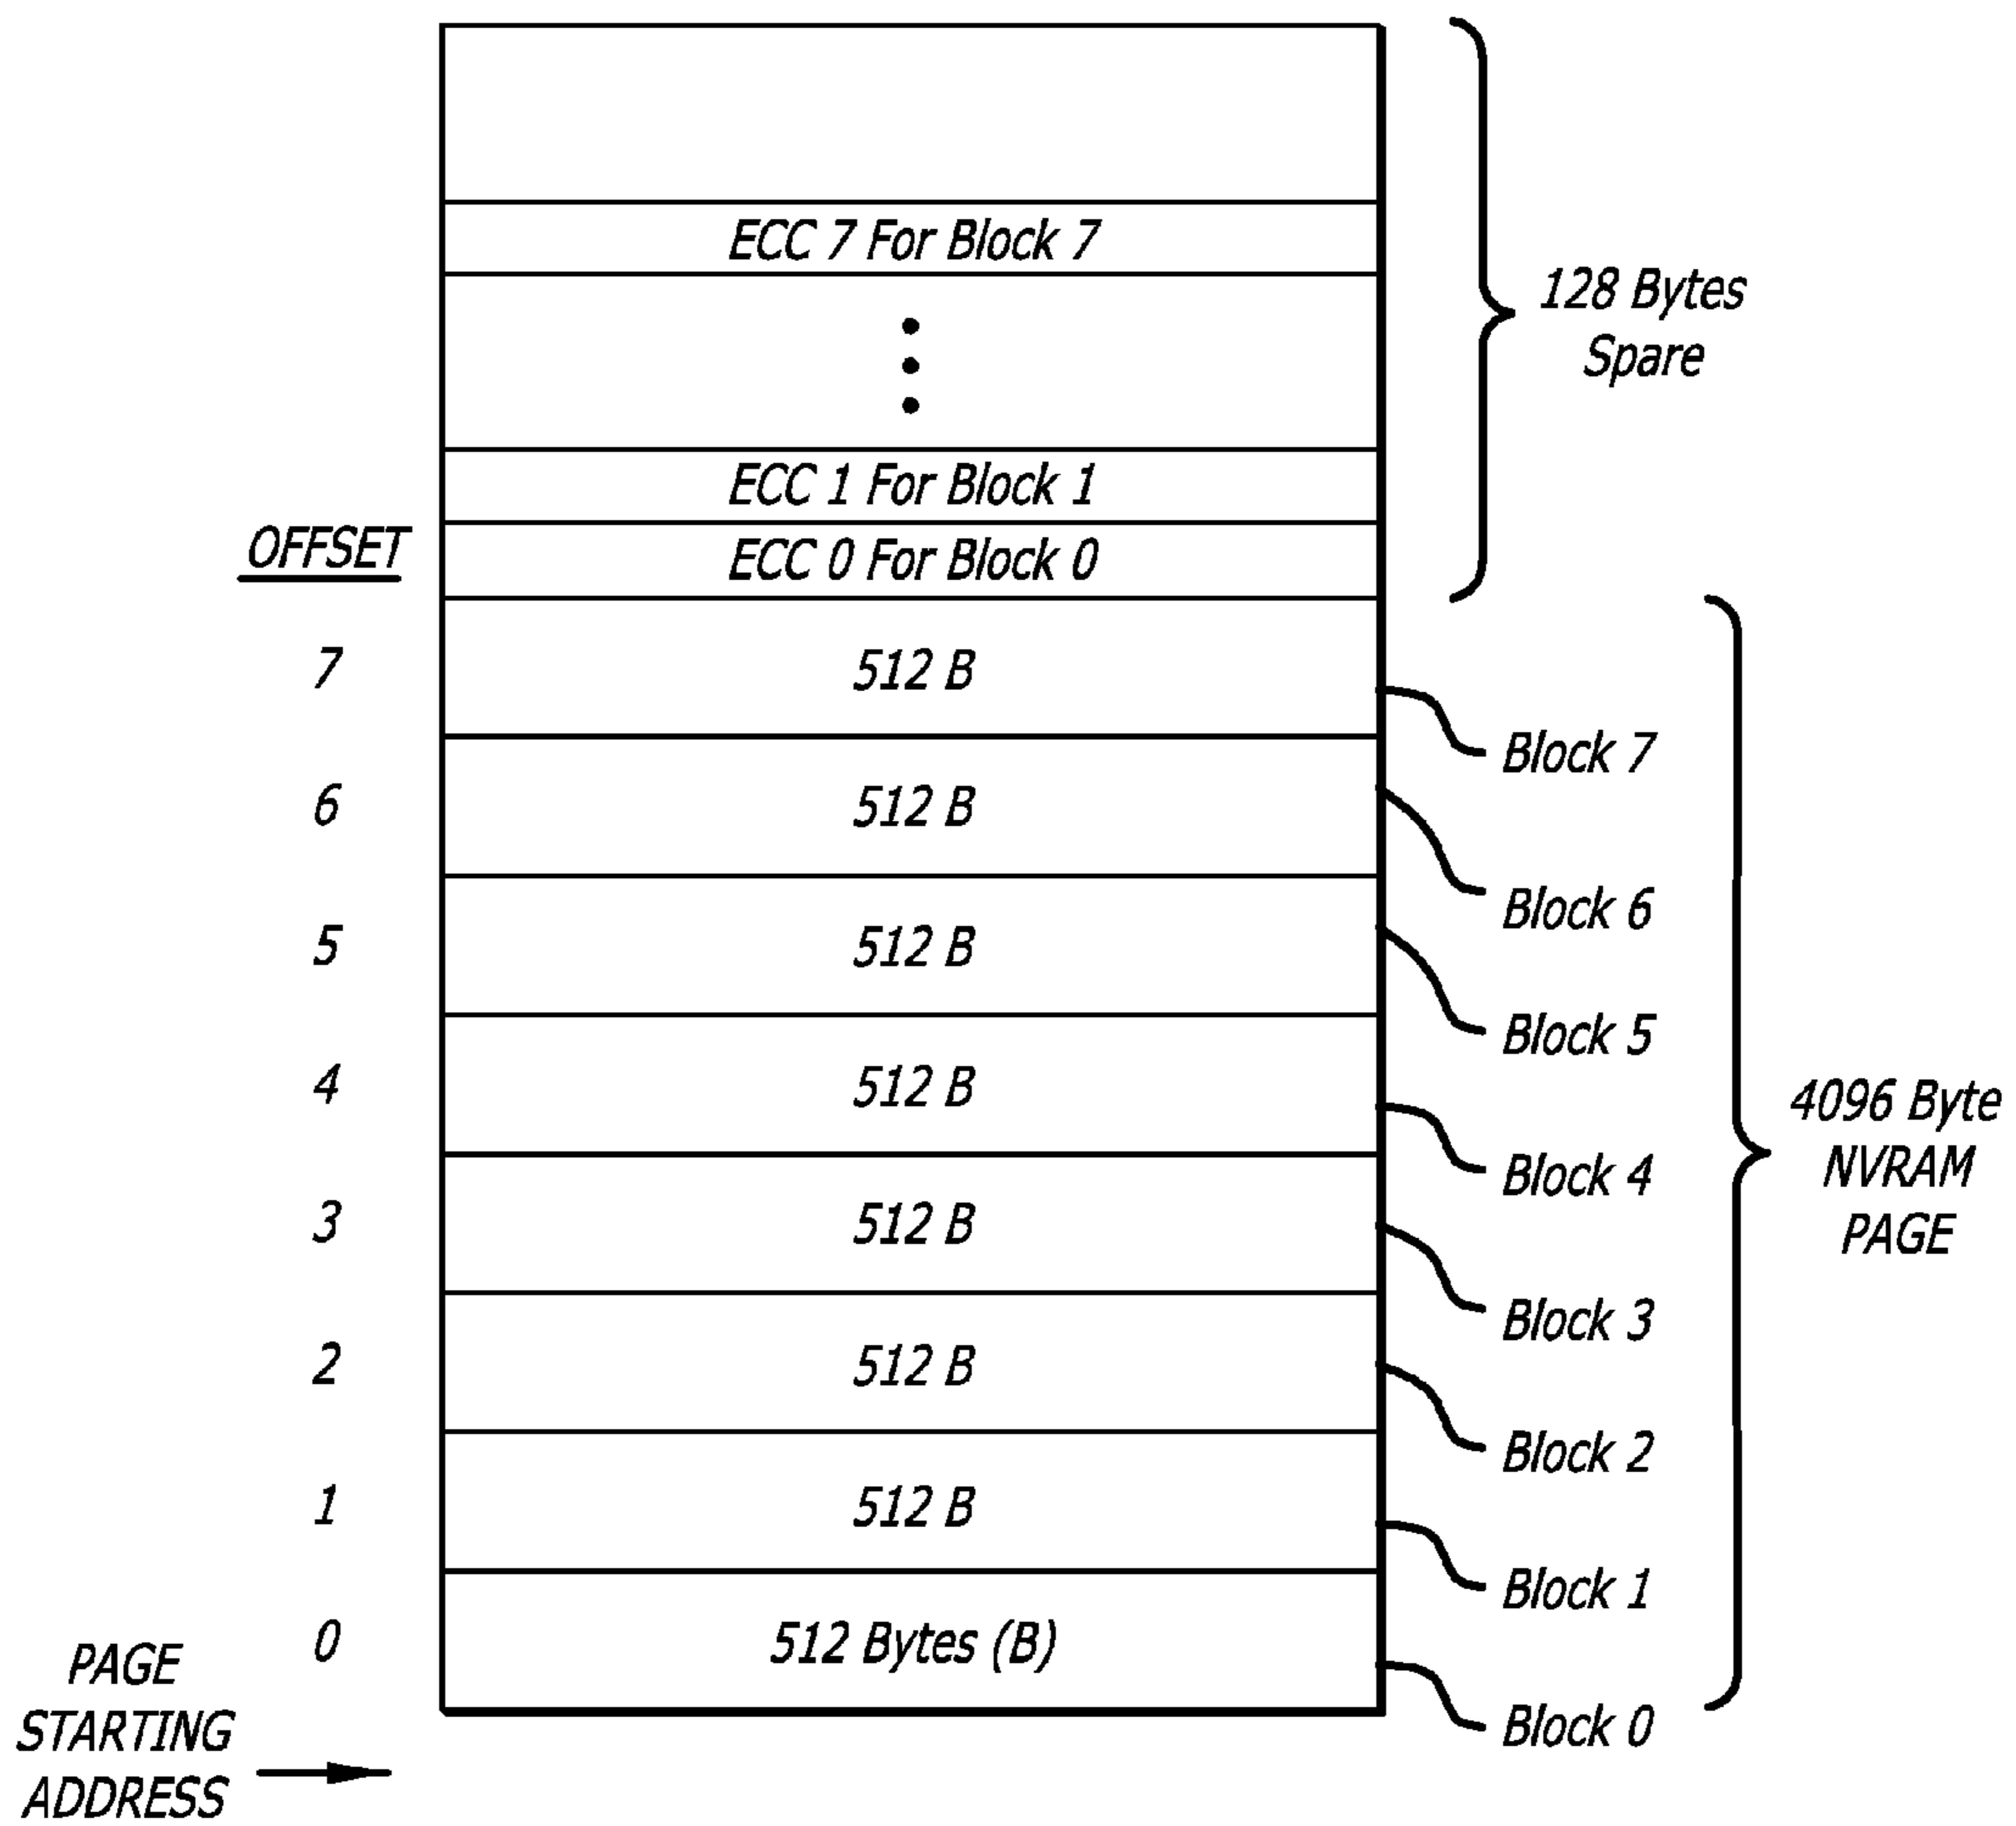 ECC 7 For Block 7
128 Bytes
Spare
ECC 1 For Block 1
OFFSET
ECC 0 For Block 0
7
512 B
Block 7
6
512 B
Block 6
5
512 B
Block 5
4
512 B
Block 4
4096 Byte
NVRAM
PAGE
3
512 B
Block 3
2
512 B
Block 2
1
512 B
Block 1
0
512 Bytes (B)
Block 0
PAGE
STARTING
ADDRESS